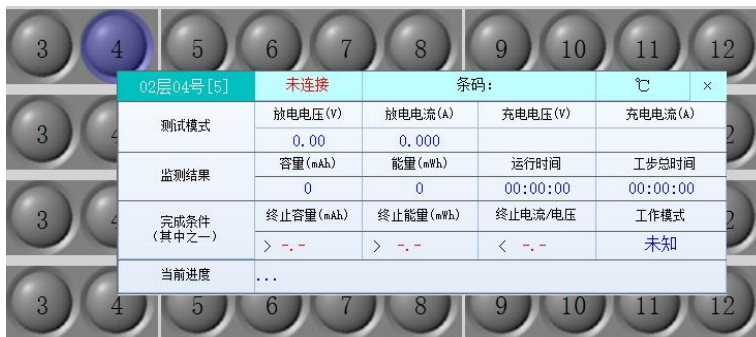 3 4 5 6 7 8 9 10 11 12
02层04号[5] 未连接 条码: ℃ ×
测试模式 放电电压(V) 放电电流(A) 充电电压(V) 充电电流(A)
0.00 0.000
3
监测结果 容量(mAh) 能量(mWh) 运行时间 工步总时间
0 0 00:00:00 00:00:00
完成条件 终止容量(mAh) 终止能量(mWh) 终止电流/电压 工作模式
(其中之一) > -.- > -.- < -.- 未知
3
当前进度 ...
3 4 5 6 7 8 9 10 11 12